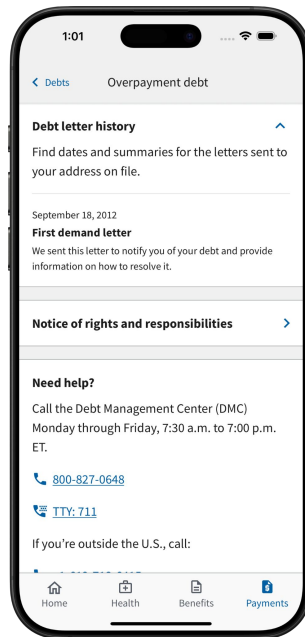 1:01
Debts
Overpayment debt
Debt letter history
Find dates and summaries for the letters sent to
your address on file.
September 18, 2012
First demand letter
We sent this letter to notify you of your debt and provide
information on how to resolve it.
Notice of rights and responsibilities
Need help?
Call the Debt Management Center (DMC)
Monday through Friday, 7:30 a.m. to 7:00 p.m.
ET.
800-827-0648
TTY: 711
If you’re outside the U.S., call:
Home
Health
Benefits
Payments